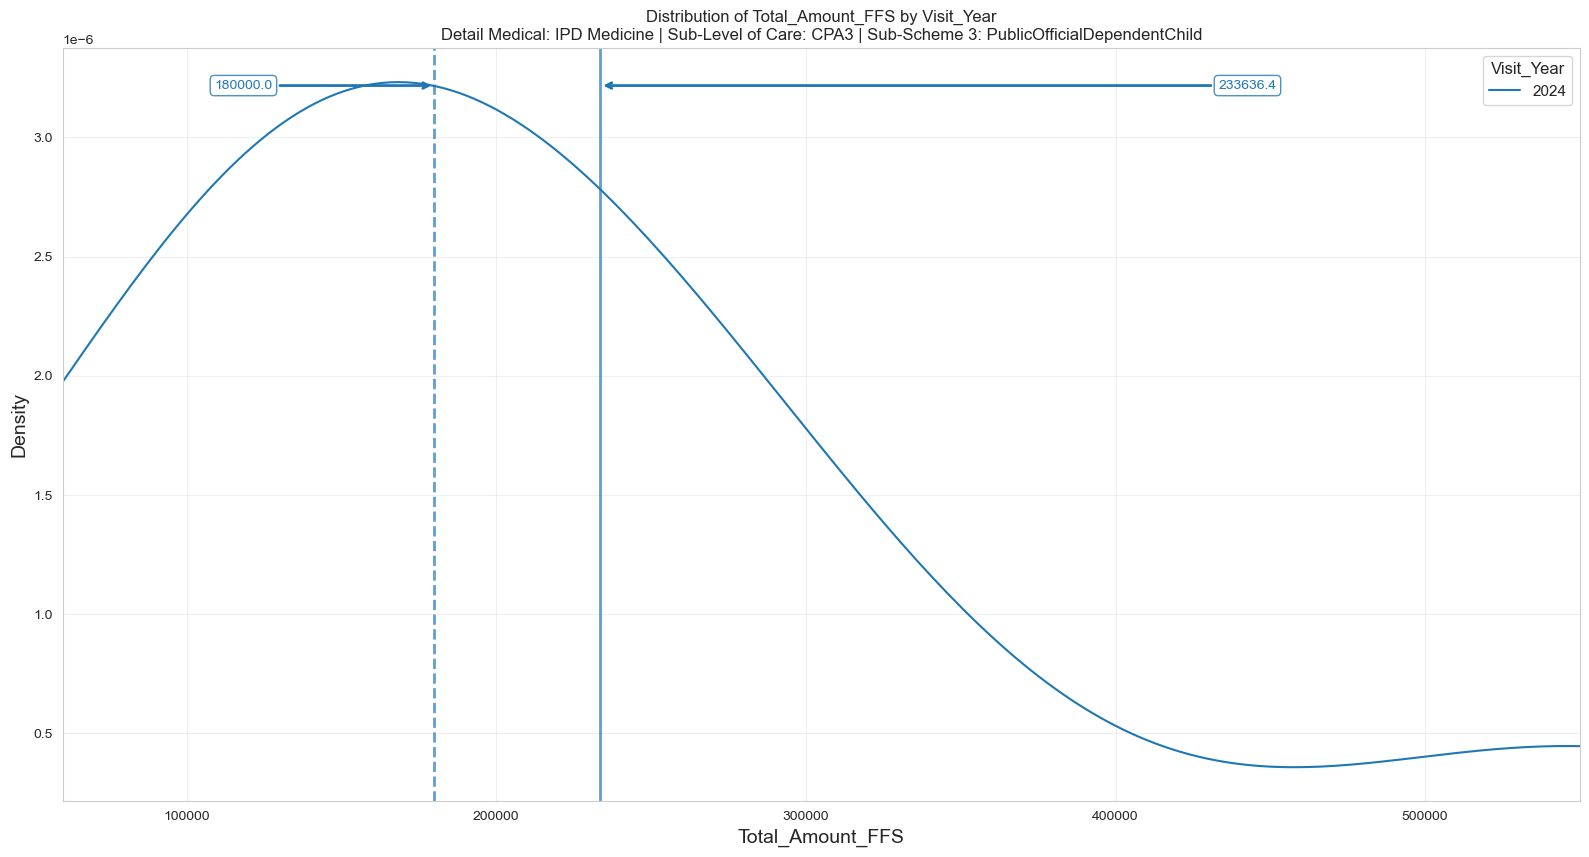 Distribution of Total_Amount_FFS by Visit_Year
Detail Medical: IPD Medicine | Sub-Level of Care: CPA3 | Sub-Scheme 3: PublicOfficialDependentChild
1e−6
180000.0
233636.4
Visit_Year
2024
3.0
2.5
2.0
1.5
1.0
0.5
Density
100000
200000
300000
400000
500000
Total_Amount_FFS